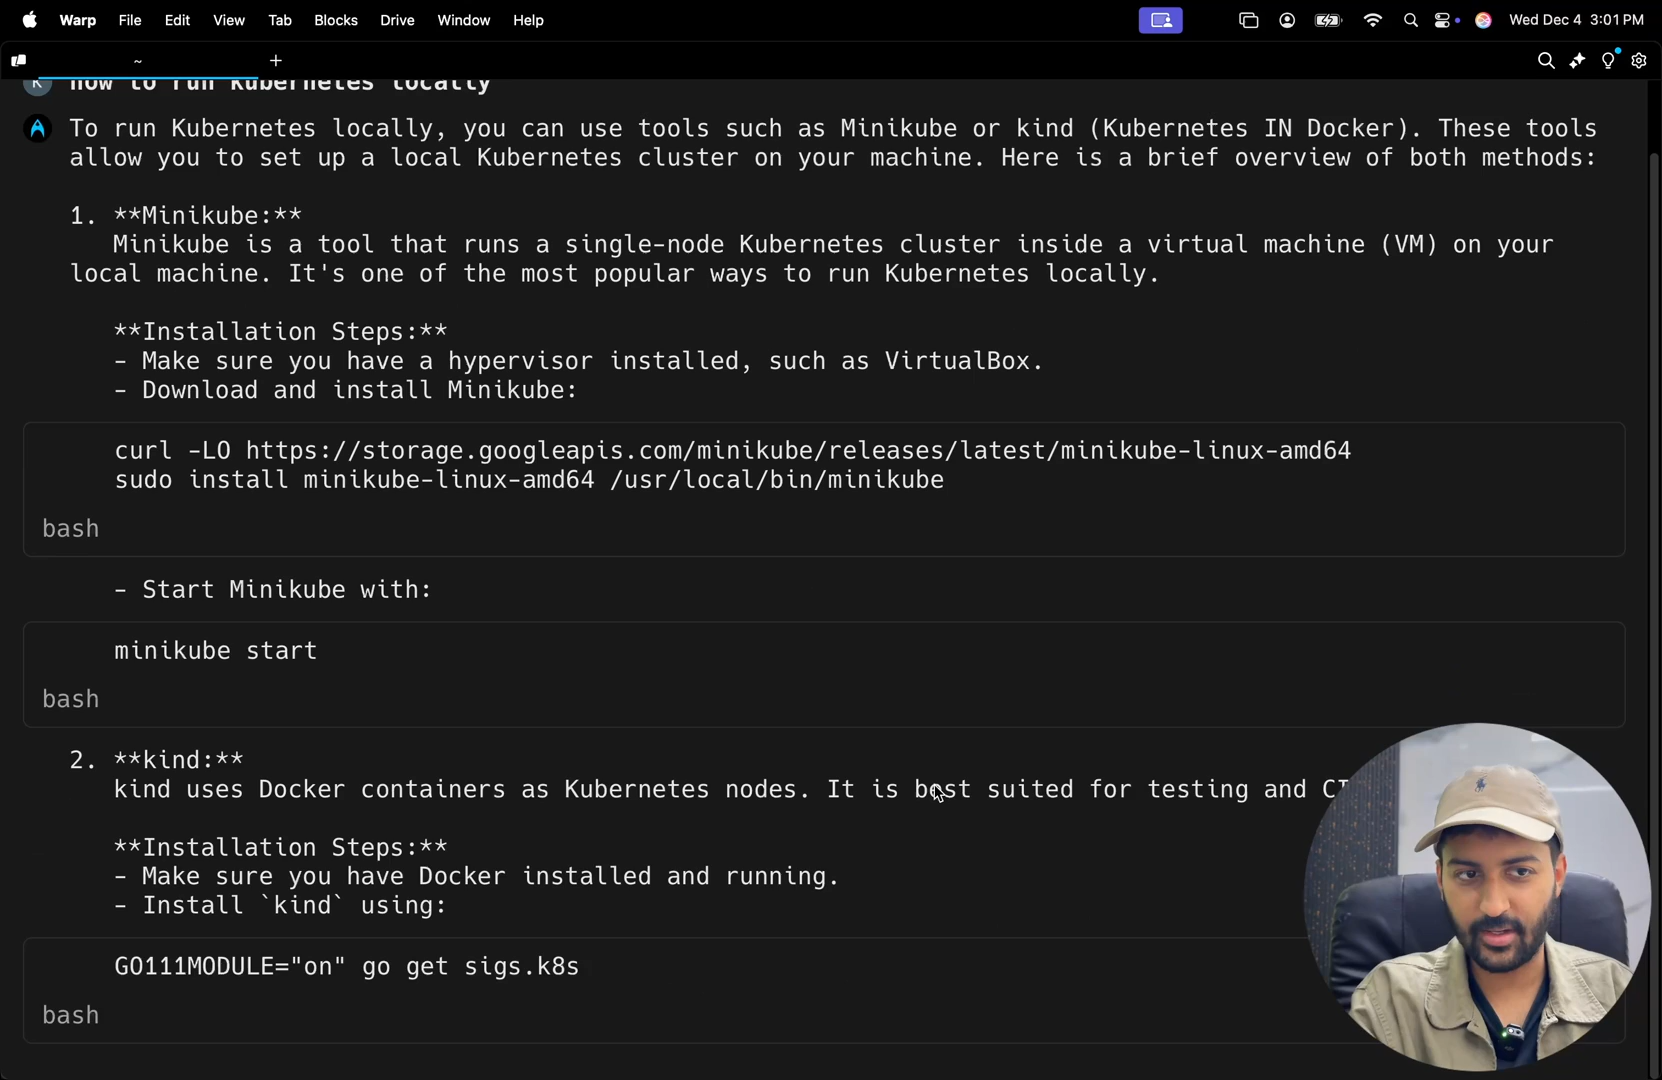 Warp File Edit View Tab Blocks Drive Window Help Wed Dec 4 3:01 PM
~ +
K how to run kubernetes locally
To run Kubernetes locally, you can use tools such as Minikube or kind (Kubernetes IN Docker). These tools
allow you to set up a local Kubernetes cluster on your machine. Here is a brief overview of both methods:
1. **Minikube:**
Minikube is a tool that runs a single-node Kubernetes cluster inside a virtual machine (VM) on your
local machine. It's one of the most popular ways to run Kubernetes locally.
**Installation Steps:**
- Make sure you have a hypervisor installed, such as VirtualBox.
- Download and install Minikube:
curl -LO https://storage.googleapis.com/minikube/releases/latest/minikube-linux-amd64
sudo install minikube-linux-amd64 /usr/local/bin/minikube
bash
- Start Minikube with:
minikube start
bash
2. **kind:**
kind uses Docker containers as Kubernetes nodes. It is best suited for testing and CI
**Installation Steps:**
- Make sure you have Docker installed and running.
- Install `kind` using:
GO111MODULE="on" go get sigs.k8s
bash